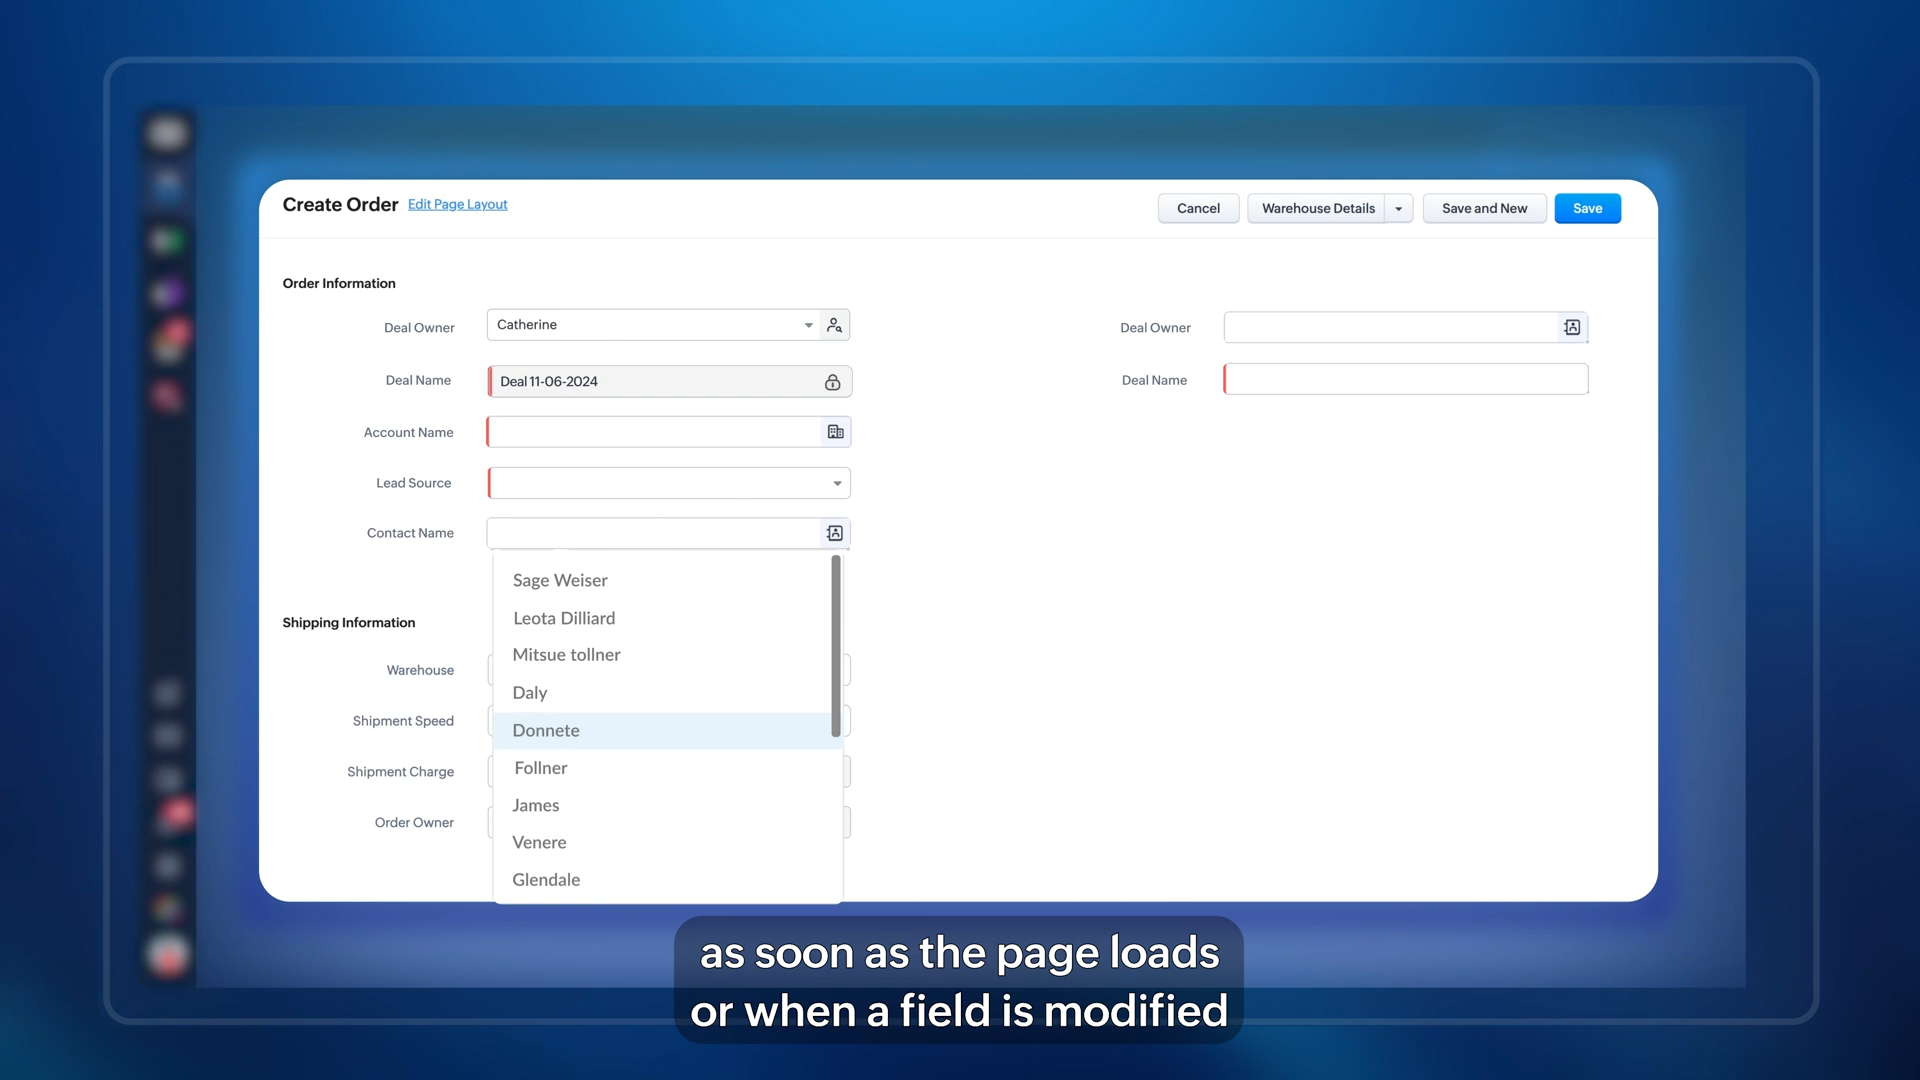 Create Order Edit Page Layout
Cancel Warehouse Details Save and New Save
Order Information
Deal Owner Catherine
Deal Owner
Deal Name Deal 11-06-2024
Deal Name
Account Name
Lead Source
Contact Name
Sage Weiser
Leota Dilliard
Mitsue tollner
Daly
Donnete
Follner
James
Venere
Glendale
Shipping Information
Warehouse
Shipment Speed
Shipment Charge
Order Owner
as soon as the page loads
or when a field is modified